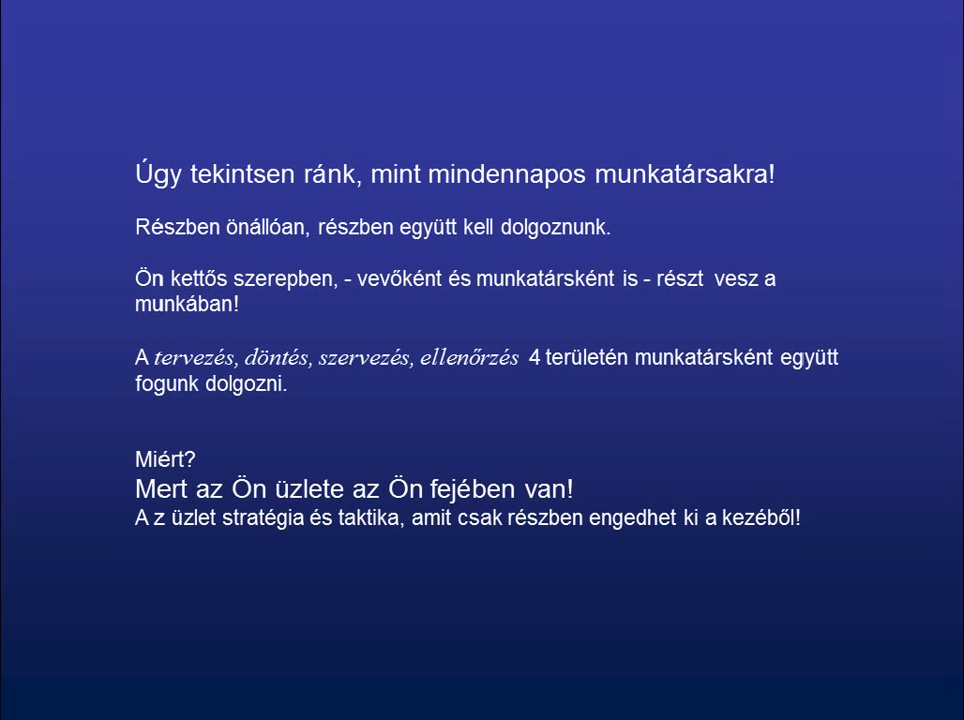 Úgy tekintsen ránk, mint mindennapos munkatársakra!
Részben önállóan, részben együtt kell dolgoznunk.
Ön kettős szerepben, - vevőként és munkatársként is - részt  vesz a
munkában!
A tervezés, döntés, szervezés, ellenőrzés  4 területén munkatársként együtt
fogunk dolgozni.
Miért?
Mert az Ön üzlete az Ön fejében van!
A z üzlet stratégia és taktika, amit csak részben engedhet ki a kezéből!